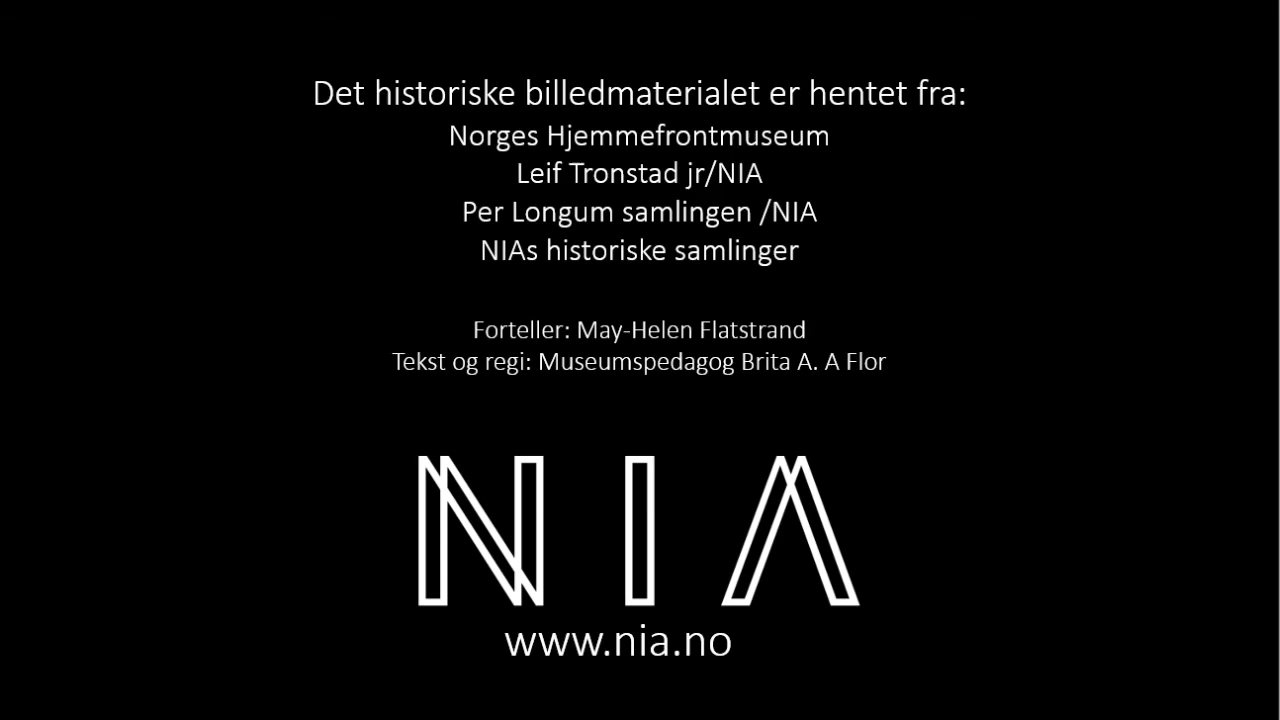 Det historiske billedmaterialet er hentet fra:
Norges Hjemmefrontmuseum
Leif Tronstad jr/NIA
Per Longum samlingen /NIA
NIAs historiske samlinger
Forteller: May-Helen Flatstrand
Tekst og regi: Museumspedagog Brita A. A Flor
NIA
www.nia.no